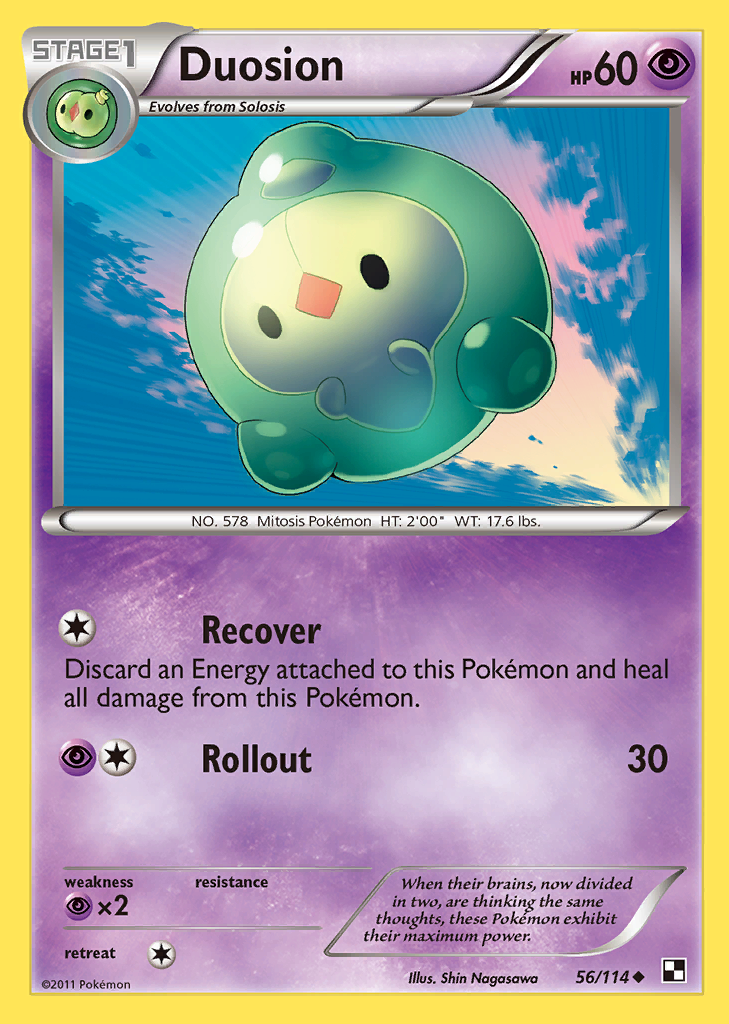 STAGE1
Duosion
HP60
Evolves from Solosis
NO. 578 Mitosis Pokémon HT: 2'00" WT: 17.6 lbs.
Recover
Discard an Energy attached to this Pokémon and heal
all damage from this Pokémon.
Rollout 30
weakness resistance
×2
retreat
When their brains, now divided
in two, are thinking the same
thoughts, these Pokémon exhibit
their maximum power.
©2011 Pokémon
Illus. Shin Nagasawa 56/114